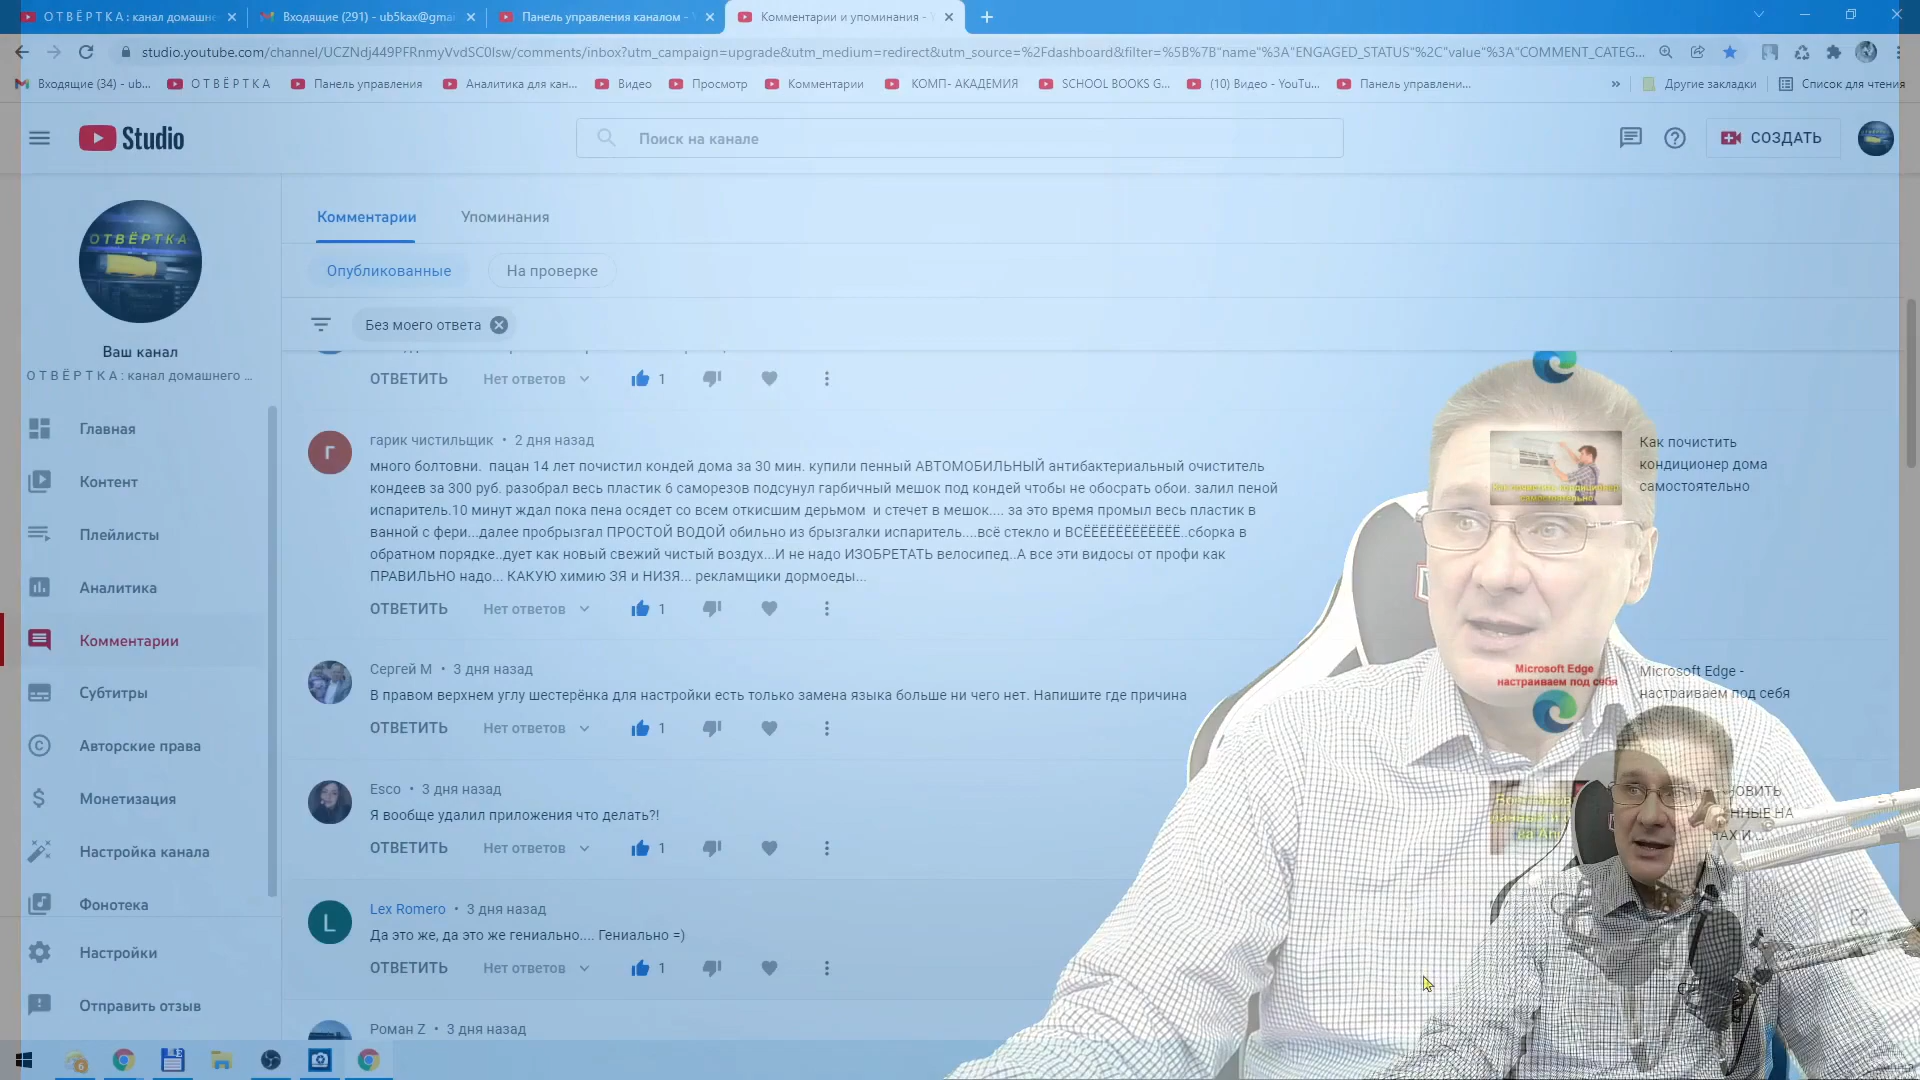 О Т В Ё Р Т К А : канал домашне
Входящие (291) - ub5kax@gmai
Панель управления каналом - Y
Комментарии и упоминания - Y
studio.youtube.com/channel/UCZNdj449PFRnmyVvdSC0Isw/comments/inbox?utm_campaign=upgrade&utm_medium=redirect&utm_source=%2Fdashboard&filter=%5B%7B"name"%3A"ENGAGED_STATUS"%2C"value"%3A"COMMENT_CATEG...
Входящие (34) - ub...
О Т В Ё Р Т К А
Панель управления
Аналитика для кан...
Видео
Просмотр
Комментарии
КОМП- АКАДИМИЯ
SCHOOL BOOKS G...
(10) Видео - YouTu...
Панель управлени...
»
Другие закладки
Список для чтения
Studio
Поиск на канале
СОЗДАТЬ
ОТВЁРТКА
Ваш канал
О Т В Ё Р Т К А : канал домашнего ...
Главная
Контент
Плейлисты
Аналитика
Комментарии
Субтитры
Авторские права
Монетизация
Настройка канала
Фонотека
Настройки
Отправить отзыв
Комментарии
Упоминания
Опубликованные
На проверке
Без моего ответа
ОТВЕТИТЬ Нет ответов 1
Г
гарик чистильщик • 2 дня назад
много болтовни. пацан 14 лет почистил кондей дома за 30 мин. купили пенный АВТОМОБИЛЬНЫЙ антибактериальный очиститель
кондеев за 300 руб. разобрал весь пластик 6 саморезов подсунул гарбичный мешок под кондей чтобы не обосрать обои. залил пеной
испаритель.10 минут ждал пока пена осядет со всем откисшим дерьмом и стечет в мешок.... за это время промыл весь пластик в
ванной с фери...далее пробрызгал ПРОСТОЙ ВОДОЙ обильно из брызгалки испаритель....всё стекло и ВСЁЁЁЁЁЁЁЁЁЁЁЁ..сборка в
обратном порядке..дует как новый свежий чистый воздух...И не надо ИЗОБРЕТАТЬ велосипед..А все эти видосы от профи как
ПРАВИЛЬНО надо... КАКУЮ химию ЗЯ и НИЗЯ... рекламщики дормоеды...
ОТВЕТИТЬ Нет ответов 1
Как почистить
кондиционер дома
самостоятельно
Сергей М • 3 дня назад
В правом верхнем углу шестерёнка для настройки есть только замена языка больше ни чего нет. Напишите где причина
ОТВЕТИТЬ Нет ответов 1
Microsoft Edge
настраиваем под себя
Microsoft Edge -
настраиваем под себя
Esco • 3 дня назад
Я вообще удалил приложения что делать?!
ОТВЕТИТЬ Нет ответов 1
L
Lex Romero • 3 дня назад
Да это же, да это же гениально.... Гениально =)
ОТВЕТИТЬ Нет ответов 1
Роман Z • 3 дня назад
6